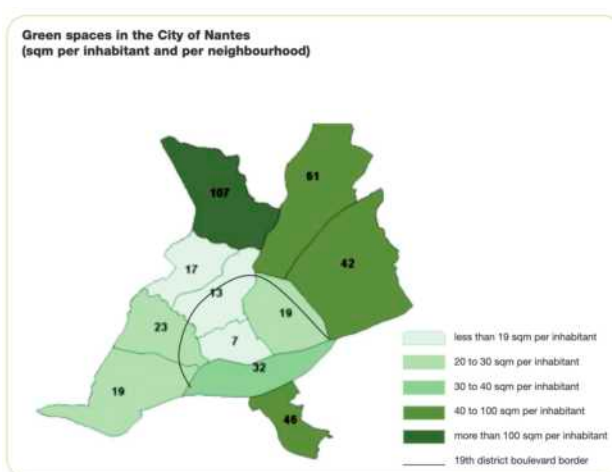 Green spaces in the City of Nantes
(sqm per inhabitant and per neighbourhood)
107
61
42
17
13
19
23
7
32
19
46
less than 19 sqm per inhabitant
20 to 30 sqm per inhabitant
30 to 40 sqm per inhabitant
40 to 100 sqm per inhabitant
more than 100 sqm per inhabitant
19th district boulevard border